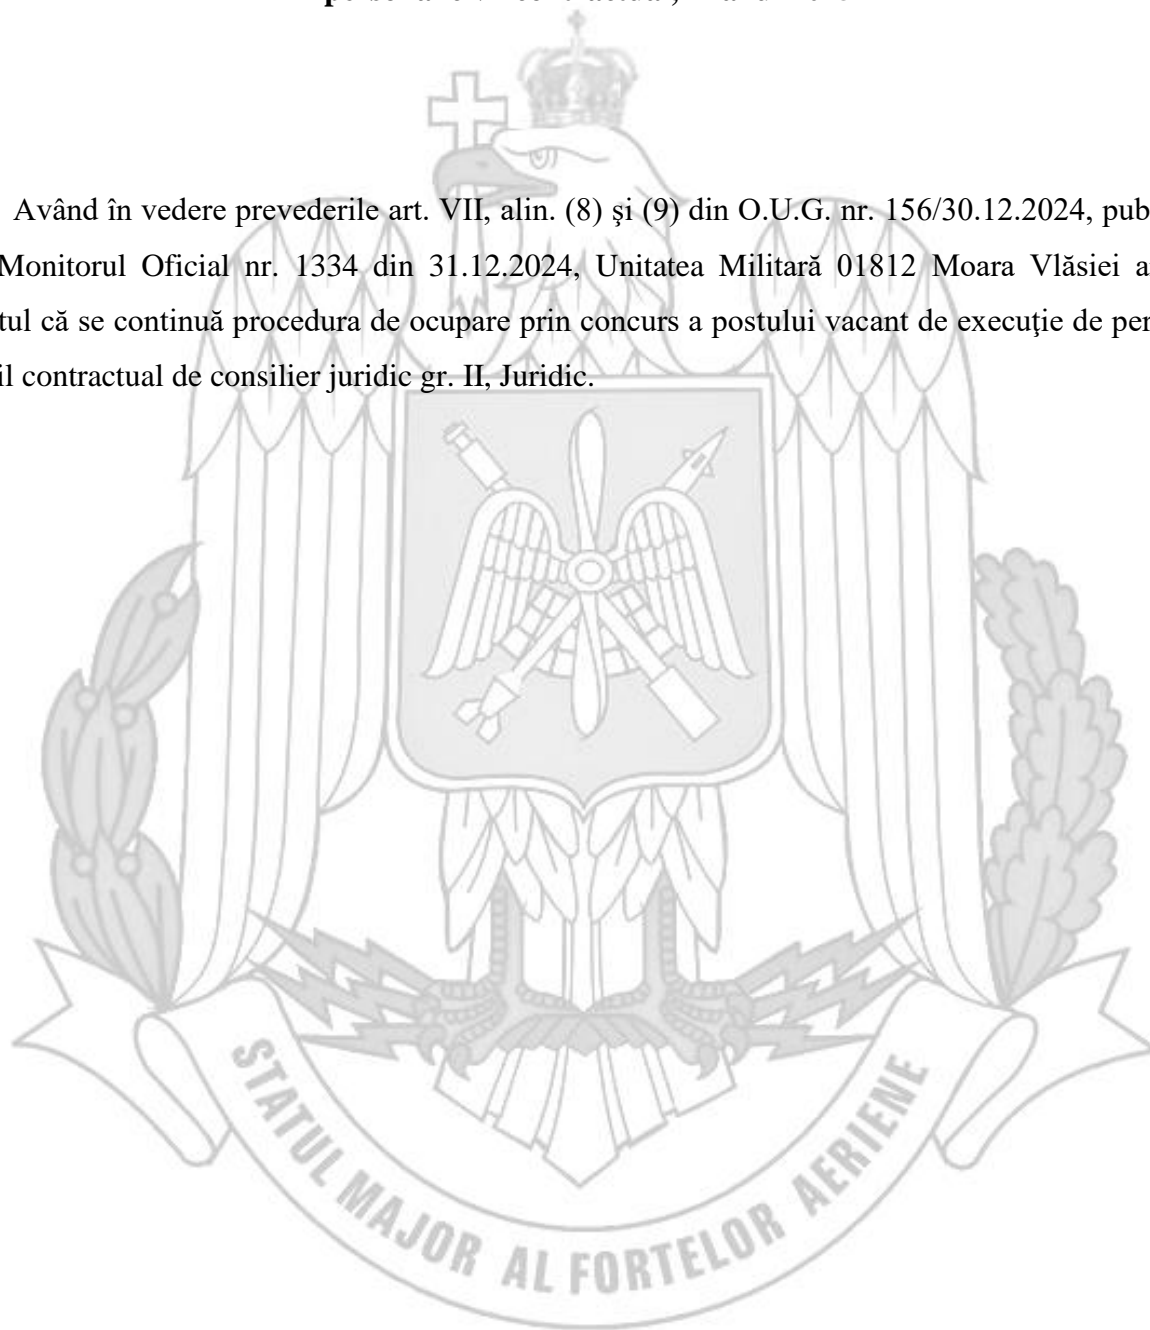 Având în vedere prevederile art. VII, alin. (8) şi (9) din O.U.G. nr. 156/30.12.2024, pub
Monitorul Oficial nr. 1334 din 31.12.2024, Unitatea Militară 01812 Moara Vlăsiei a
tul că se continuă procedura de ocupare prin concurs a postului vacant de execuţie de per
il contractual de consilier juridic gr. II, Juridic.
STATUL MAJOR AL FORTELOR AERIENE